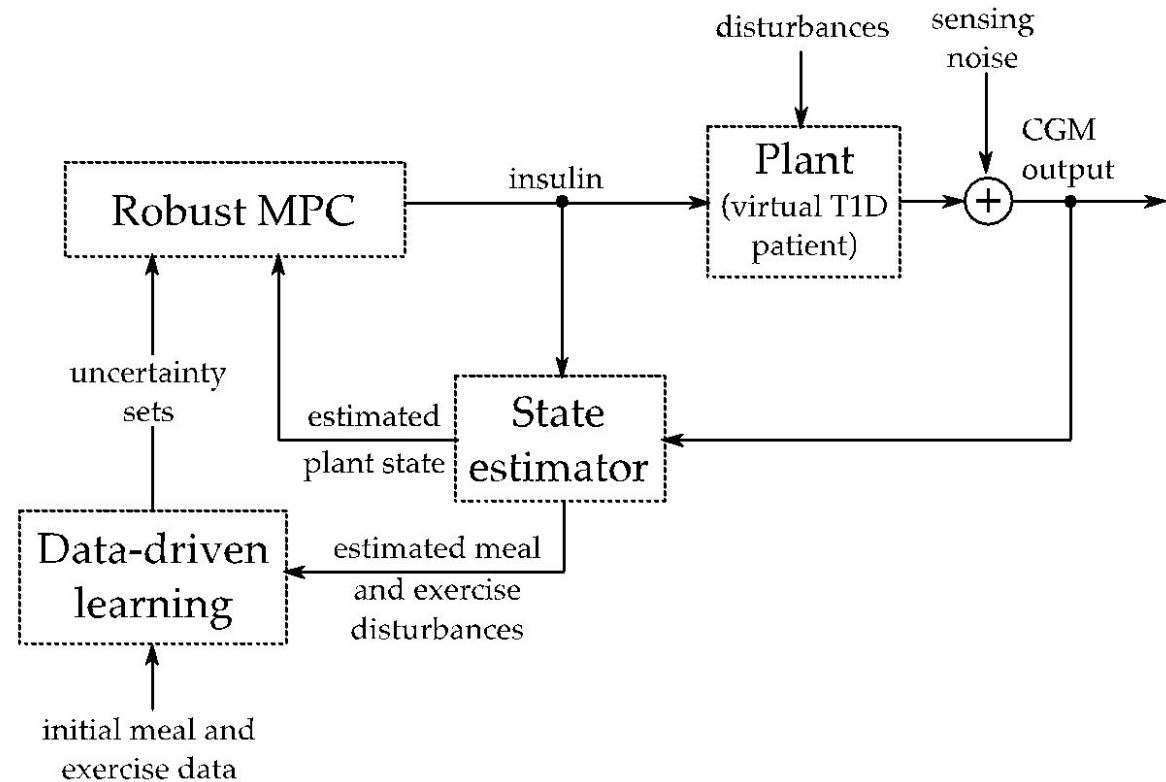 disturbances
sensing
noise
CGM
output
Robust MPC
insulin
Plant
(virtual T1D
patient)
+
uncertainty
sets
estimated
plant state
State
estimator
Data-driven
learning
estimated meal
and exercise
disturbances
initial meal and
exercise data